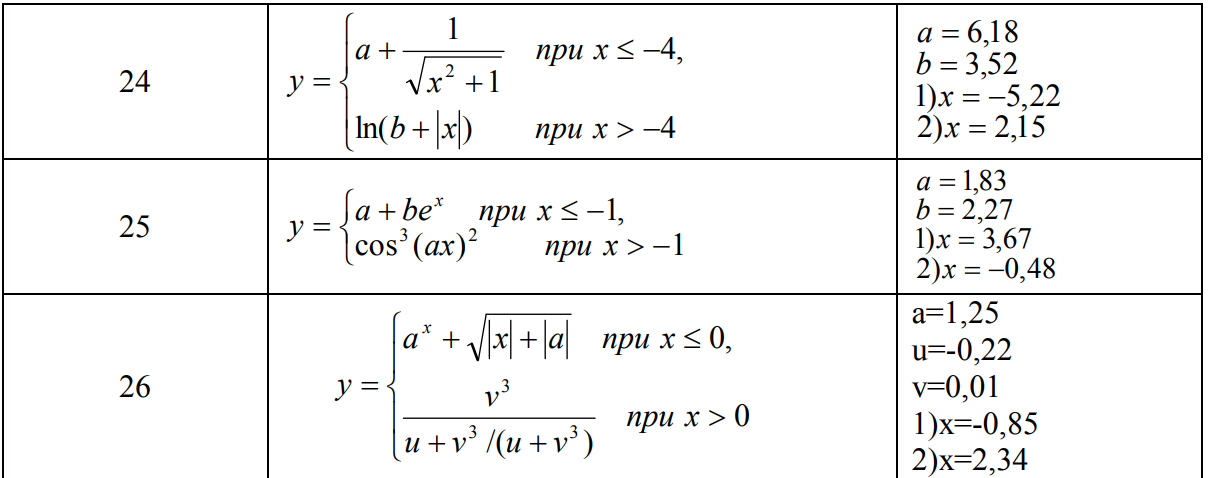 24
y = { a + 1/√(x² + 1) при x ≤ −4,
ln(b + |x|) при x > −4
a = 6,18
b = 3,52
1)x = −5,22
2)x = 2,15
25
y = { a + beˣ при x ≤ −1,
cos³(ax)² при x > −1
a = 1,83
b = 2,27
1)x = 3,67
2)x = −0,48
26
y = { aˣ + √(|x| + |a|) при x ≤ 0,
v³/(u + v³/(u + v³)) при x > 0
a=1,25
u=-0,22
v=0,01
1)x=-0,85
2)x=2,34